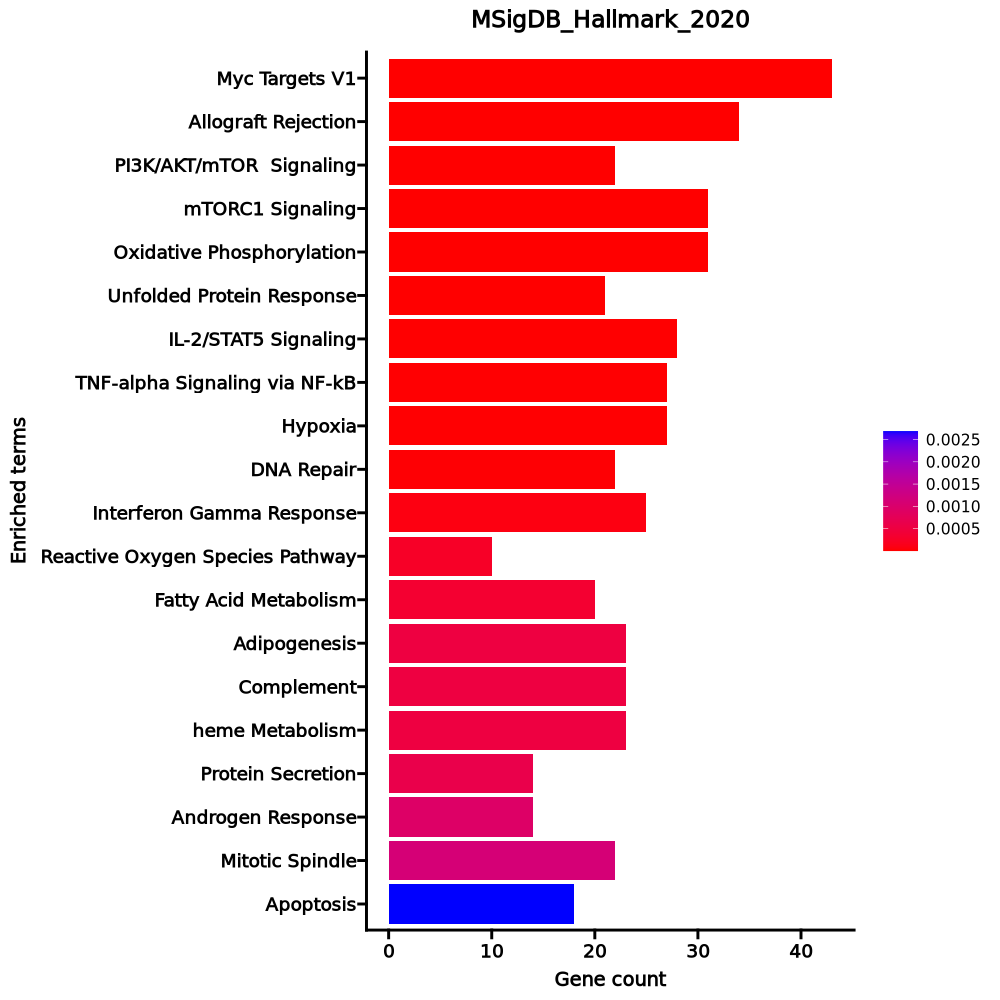 MSigDB_Hallmark_2020
Myc Targets V1
Allograft Rejection
PI3K/AKT/mTOR  Signaling
mTORC1 Signaling
Oxidative Phosphorylation
Unfolded Protein Response
IL-2/STAT5 Signaling
TNF-alpha Signaling via NF-kB
Hypoxia
DNA Repair
Interferon Gamma Response
Reactive Oxygen Species Pathway
Fatty Acid Metabolism
Adipogenesis
Complement
heme Metabolism
Protein Secretion
Androgen Response
Mitotic Spindle
Apoptosis
Enriched terms
0 10 20 30 40
Gene count
0.0025
0.0020
0.0015
0.0010
0.0005